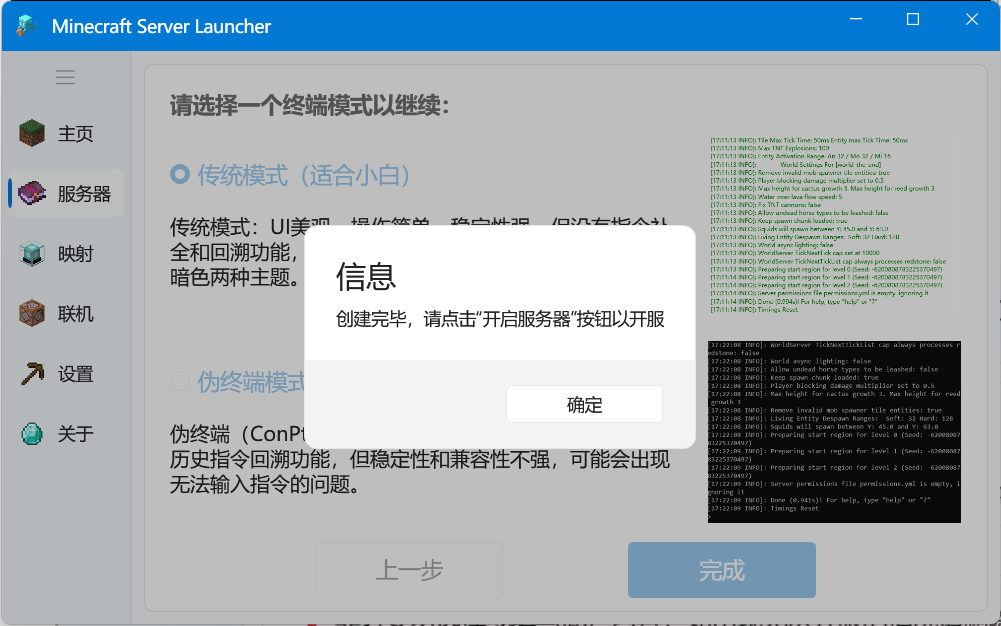 Minecraft Server Launcher
主页
服务器
映射
联机
设置
关于
请选择一个终端模式以继续：
传统模式（适合小白）
传统模式：UI美观，操作简单，稳定性强，但没有指令补
全和回溯功能，
暗色两种主题。
伪终端模式
伪终端（ConPt
历史指令回溯功能，但稳定性和兼容性不强，可能会出现
无法输入指令的问题。
信息
创建完毕，请点击“开启服务器”按钮以开服
确定
上一步
完成
[17:11:13 INFO]: Tile Max Tick Time: 50ms Entity max Tick Time: 50ms
[17:11:13 INFO]: Max TNT Explosions: 100
[17:11:13 INFO]: Entity Activation Range: An 32 / Mo 32 / Mi 16
[17:11:13 INFO]: World Settings For [world_the_end]
[17:11:13 INFO]: Remove invalid mob spawner tile entities: true
[17:11:13 INFO]: Player blocking damage multiplier set to 0.5
[17:11:13 INFO]: Max height for cactus growth 3. Max height for reed growth 3
[17:11:13 INFO]: Water over lava flow speed: 5
[17:11:13 INFO]: Fix TNT cannons: false
[17:11:13 INFO]: Allow undead horse types to be leashed: false
[17:11:13 INFO]: Keep spawn chunk loaded: true
[17:11:13 INFO]: Squids will spawn between Y: 45.0 and Y: 63.0
[17:11:13 INFO]: Living Entity Despawn Ranges: Soft: 32 Hard: 128
[17:11:13 INFO]: World async lighting: false
[17:11:13 INFO]: WorldServer TickNextTick cap set at 10000
[17:11:13 INFO]: WorldServer TickNextTickList cap always processes redstone: false
[17:11:13 INFO]: Preparing start region for level 0 (Seed: -6200808783225370497)
[17:11:13 INFO]: Preparing start region for level 1 (Seed: -6200808783225370497)
[17:11:14 INFO]: Preparing start region for level 2 (Seed: -6200808783225370497)
[17:11:14 INFO]: Server permissions file permissions.yml is empty, ignoring it
[17:11:14 INFO]: Done (0.994s)! For help, type "help" or "?"
[17:11:14 INFO]: Timings Reset
[17:22:08 INFO]: WorldServer TickNextTickList cap always processes r
edstone: false
[17:22:08 INFO]: World async lighting: false
[17:22:08 INFO]: Allow undead horse types to be leashed: false
[17:22:08 INFO]: Keep spawn chunk loaded: true
[17:22:08 INFO]: Player blocking damage multiplier set to 0.5
[17:22:08 INFO]: Max height for cactus growth 3. Max height for reed
growth 3
[17:22:08 INFO]: Remove invalid mob spawner tile entities: true
[17:22:08 INFO]: Living Entity Despawn Ranges: Soft: 32 Hard: 128
[17:22:08 INFO]: Squids will spawn between Y: 45.0 and Y: 63.0
[17:22:08 INFO]: Preparing start region for level 0 (Seed: -62008087
83225370497)
[17:22:09 INFO]: Preparing start region for level 1 (Seed: -62008087
83225370497)
[17:22:09 INFO]: Preparing start region for level 2 (Seed: -62008087
83225370497)
[17:22:09 INFO]: Server permissions file permissions.yml is empty, i
gnoring it
[17:22:09 INFO]: Done (0.941s)! For help, type "help" or "?"
[17:22:09 INFO]: Timings Reset
>